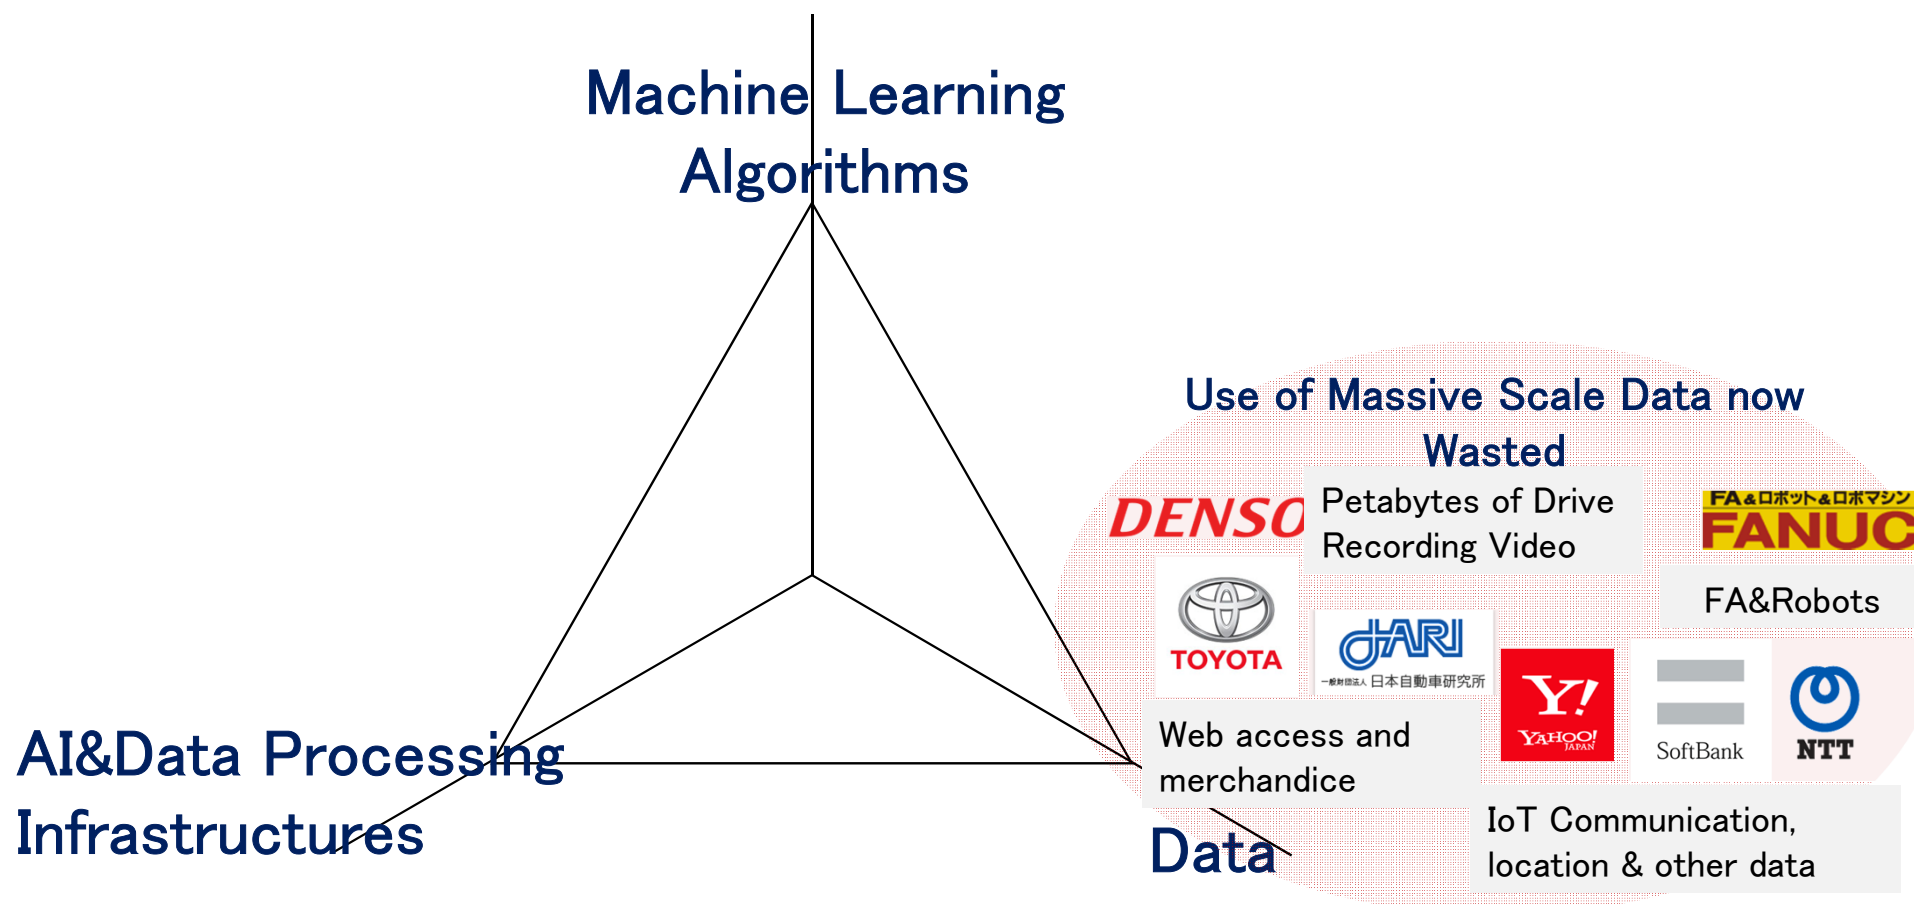 Machine Learning
Algorithms
Use of Massive Scale Data now
Wasted
DENSO
Petabytes of Drive
Recording Video
FA&ロボット&ロボマシン
FANUC
FA&Robots
TOYOTA
JARI
一般財団法人 日本自動車研究所
Y!
YAHOO!
JAPAN
SoftBank
NTT
Web access and
merchandice
AI&Data Processing
Infrastructures
Data
IoT Communication,
location & other data